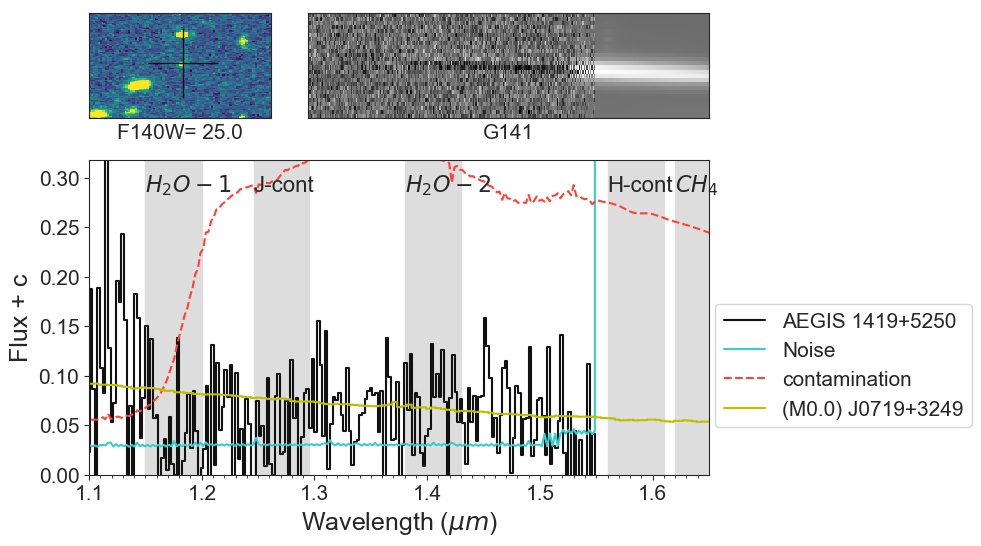 F140W= 25.0
G141
H₂O − 1
J-cont
H₂O − 2
H-cont
CH₄
Flux + c
0.30
0.25
0.20
0.15
0.10
0.05
0.00
1.1
1.2
1.3
1.4
1.5
1.6
Wavelength (μm)
AEGIS 1419+5250
Noise
contamination
(M0.0) J0719+3249